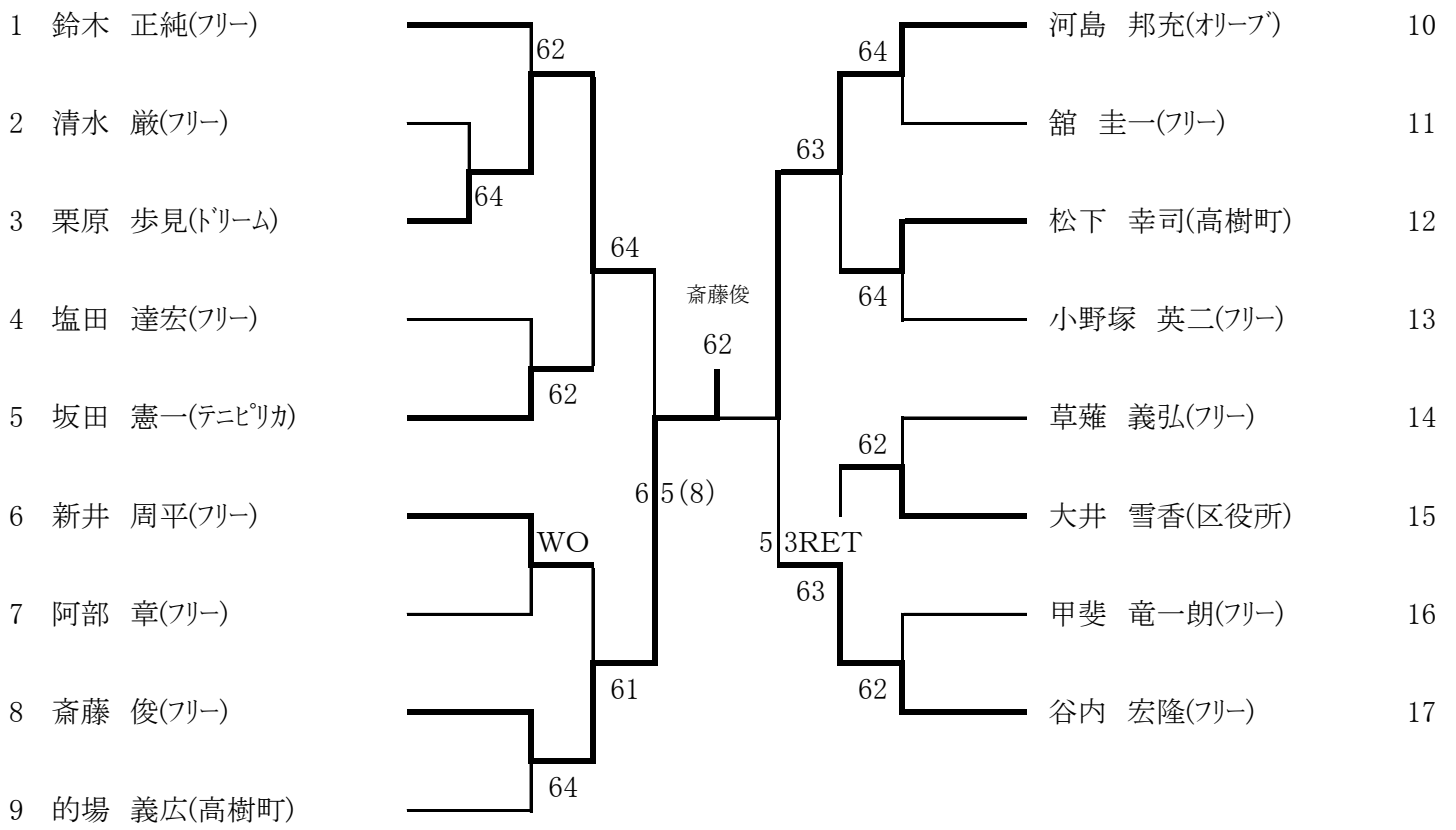 1 鈴木 正純(フリー)
62
2 清水 厳(フリー)
64
3 栗原 歩見(ドリーム)
64
4 塩田 達宏(フリー)
62
5 坂田 憲一(テニピリカ)
6 5(8)
6 新井 周平(フリー)
WO
7 阿部 章(フリー)
61
8 斎藤 俊(フリー)
64
9 的場 義広(高樹町)
斎藤俊
62
河島 邦充(オリーブ) 10
64
舘 圭一(フリー) 11
63
松下 幸司(高樹町) 12
64
小野塚 英二(フリー) 13
草薙 義弘(フリー) 14
62
大井 雪香(区役所) 15
5 3RET
63
甲斐 竜一朗(フリー) 16
62
谷内 宏隆(フリー) 17